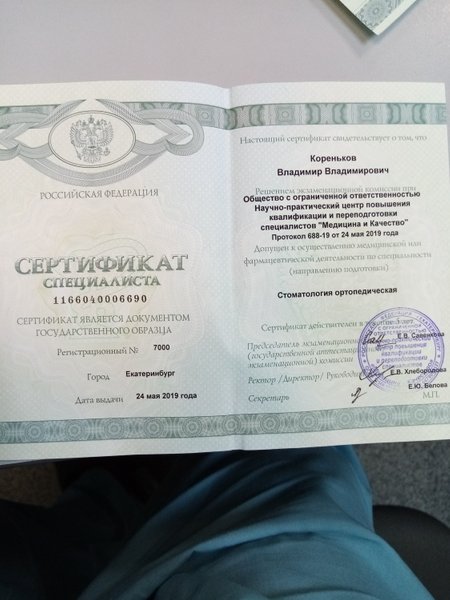 РОССИЙСКАЯ ФЕДЕРАЦИЯ
СЕРТИФИКАТ
СПЕЦИАЛИСТА
1166040006690
СЕРТИФИКАТ ЯВЛЯЕТСЯ ДОКУМЕНТОМ
ГОСУДАРСТВЕННОГО ОБРАЗЦА
Регистрационный № 7000
Город Екатеринбург
Дата выдачи 24 мая 2019 года
Настоящий сертификат свидетельствует о том, что
Кореньков
Владимир Владимирович
Решением экзаменационной комиссии при
Общество с ограниченной ответственностью
Научно-практический центр повышения
квалификации и переподготовки
специалистов "Медицина и Качество"
Протокол 688-19 от 24 мая 2019 года
Допущен к осуществлению медицинской или
фармацевтической деятельности по специальности
(направлению подготовки)
Стоматология ортопедическая
Сертификат действителен в
лет.
Председатель экзаменационной
Е.В.
(государственной
экзаменационной) комиссии
Ректор /Директор/
Е.В. Хлебородова
Секретарь
Е.Ю. Белова
М.П.
повышения
квалификации
и переподготовки